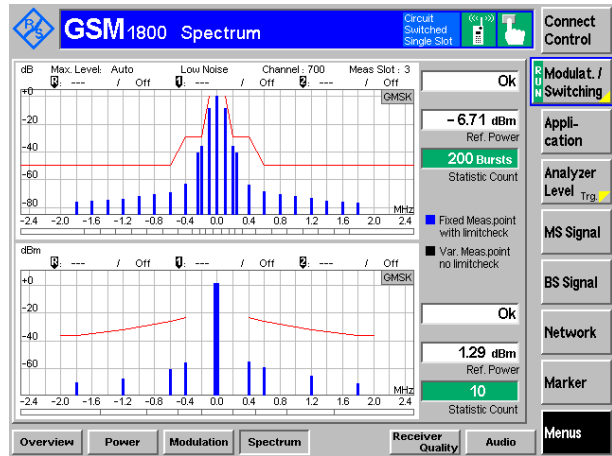 R&S GSM 1800 Spectrum Circuit Switched Single Slot
Connect Control
dB Max. Level: Auto Low Noise Channel : 700 Meas Slot : 3
R: --- / Off 1: --- / Off 2: --- / Off
GMSK
+0
-20
-40
-60
-80
MHz
-2.4 -2.0 -1.6 -1.2 -0.8 -0.4 0.0 0.4 0.8 1.2 1.6 2.0 2.4
Ok
- 6.71 dBm
Ref. Power
200 Bursts
Statistic Count
Fixed Meas.point
with limitcheck
Var. Meas.point
no limitcheck
dBm
R: --- / Off 1: --- / Off 2: --- / Off
GMSK
+0
-20
-40
-60
MHz
-2.4 -2.0 -1.6 -1.2 -0.8 -0.4 0.0 0.4 0.8 1.2 1.6 2.0 2.4
Ok
1.29 dBm
Ref. Power
10
Statistic Count
RUN
Modulat. /
Switching
Appli-
cation
Analyzer
Level Trg.
MS Signal
BS Signal
Network
Marker
Menus
Overview Power Modulation Spectrum Receiver Quality Audio